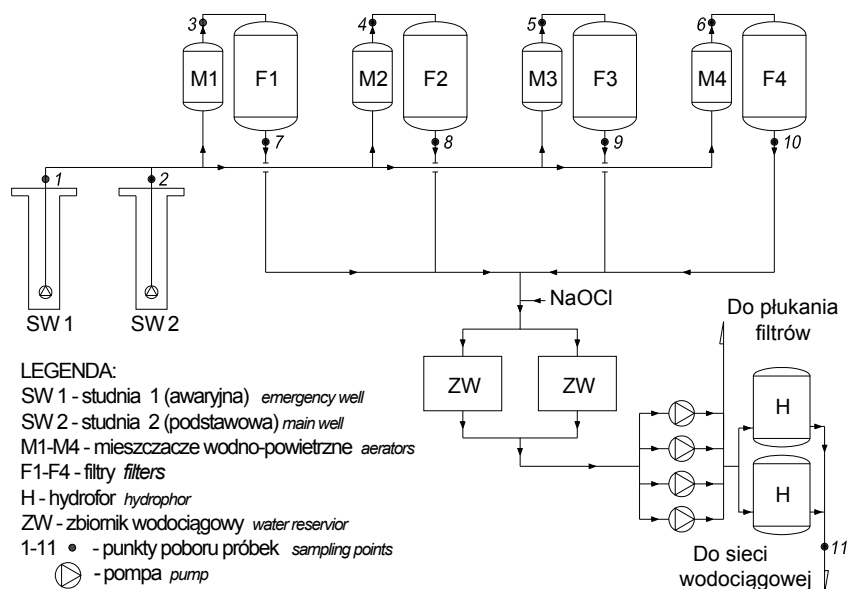 3
4
5
6
M1
F1
M2
F2
M3
F3
M4
F4
7
8
9
10
1
2
SW 1
SW 2
NaOCl
Do płukania
filtrów
ZW
ZW
H
H
11
Do sieci
wodociągowej
LEGENDA:
SW 1 - studnia 1 (awaryjna) emergency well
SW 2 - studnia 2 (podstawowa) main well
M1-M4 - mieszczacze wodno-powietrzne aerators
F1-F4 - filtry filters
H - hydrofor hydrophor
ZW - zbiornik wodociągowy water reservior
1-11 - punkty poboru próbek sampling points
- pompa pump